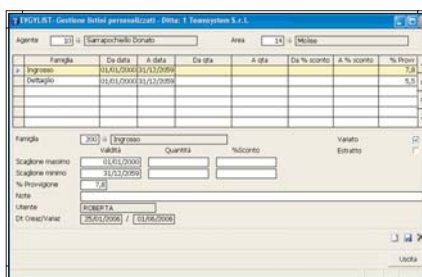 EYGYLIST- Gestione listini personalizzati - Ditta: 1 Teamsystem S.r.l.
Agente 10 Sarrapochiello Donato Area 14 Molise
Famiglia Da data A data Da qta A qta Da % sconto A % sconto % Provv
Ingrosso 01/01/2000 31/12/2059 7,8
Dettaglio 01/01/2000 31/12/2059 5,5
Famiglia 200 Ingrosso Variato
Validità Quantità %Sconto Estratto
Scaglione massimo 01/01/2000
Scaglione minimo 31/12/2059
% Provvigione 7,8
Note
Utente ROBERTA
Dt Creaz/Variaz 25/01/2006 / 01/06/2006
Uscita